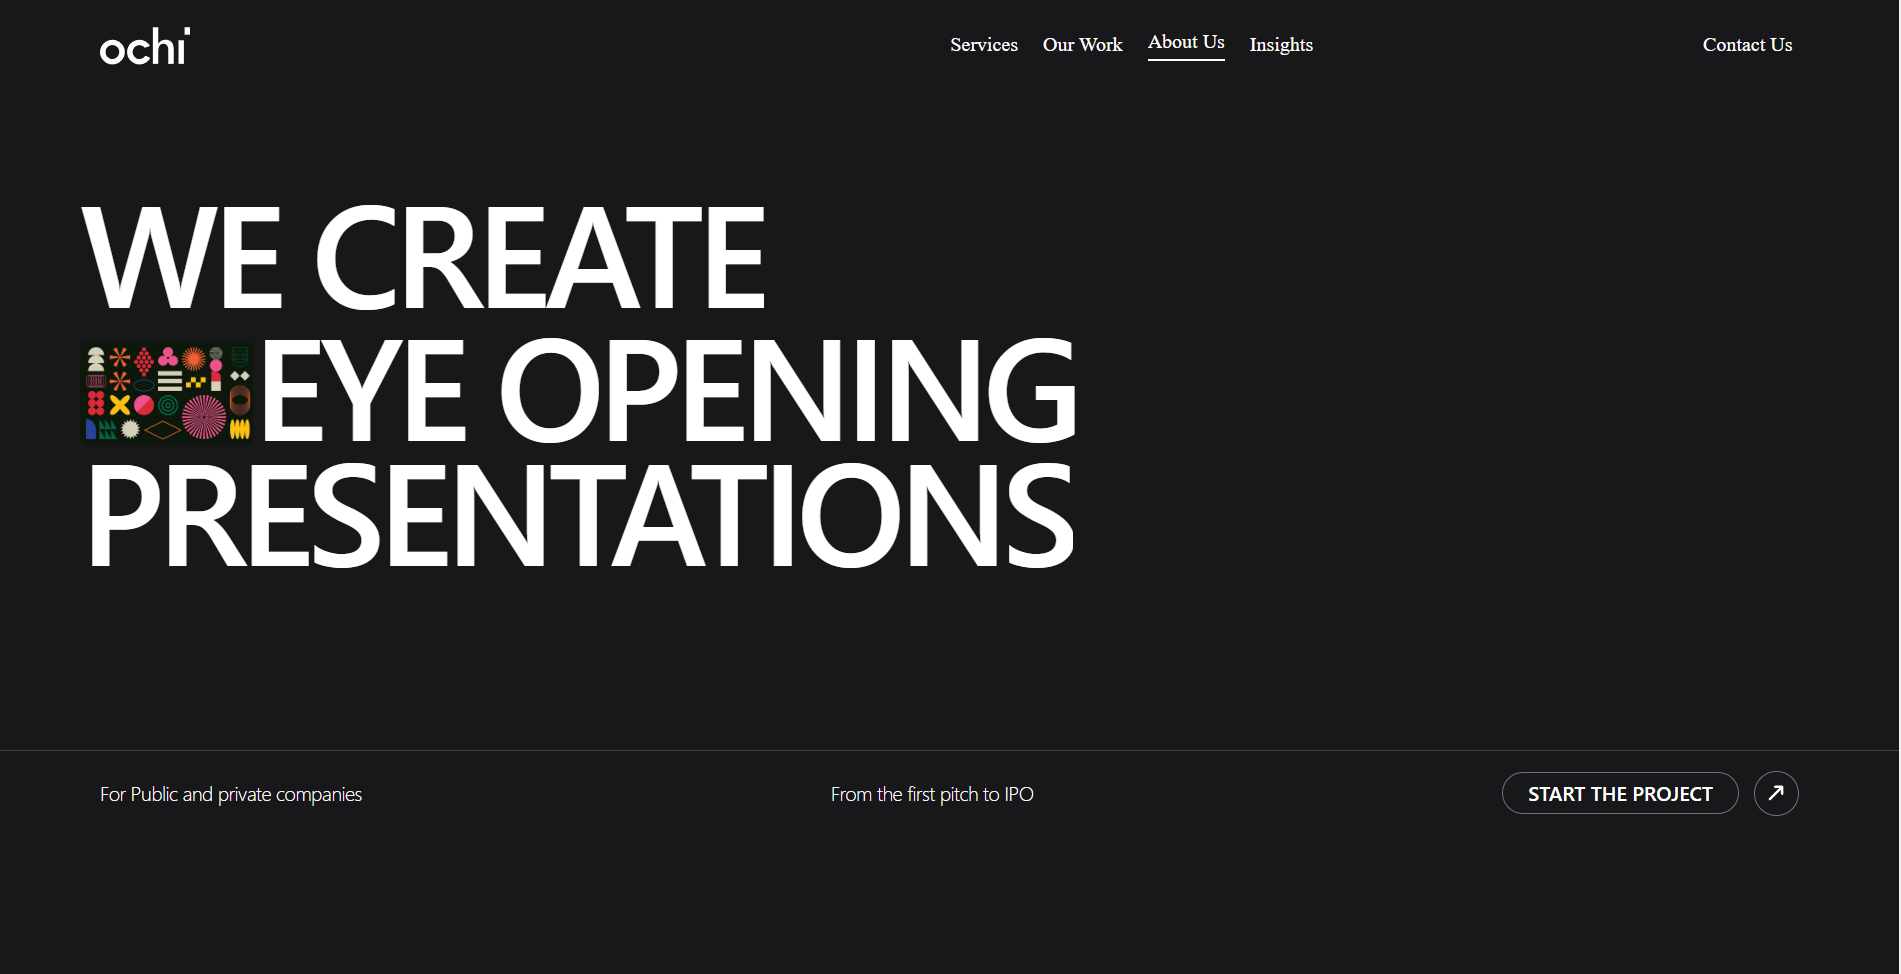 ochi
Services Our Work About Us Insights Contact Us
WE CREATE
EYE OPENING
PRESENTATIONS
For Public and private companies From the first pitch to IPO START THE PROJECT